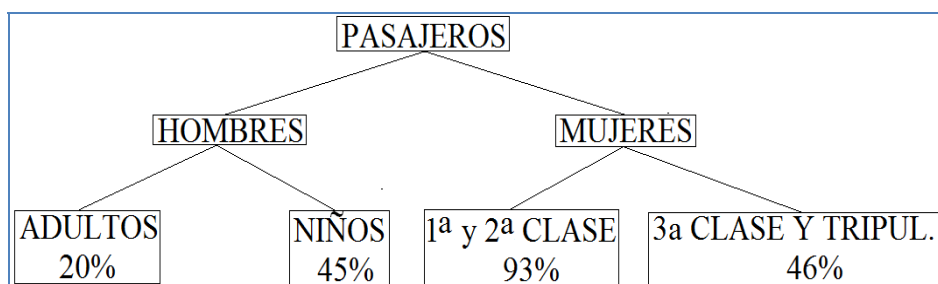 PASAJEROS
HOMBRES
MUJERES
ADULTOS
20%
NIÑOS
45%
1ª y 2ª CLASE
93%
3a CLASE Y TRIPUL.
46%